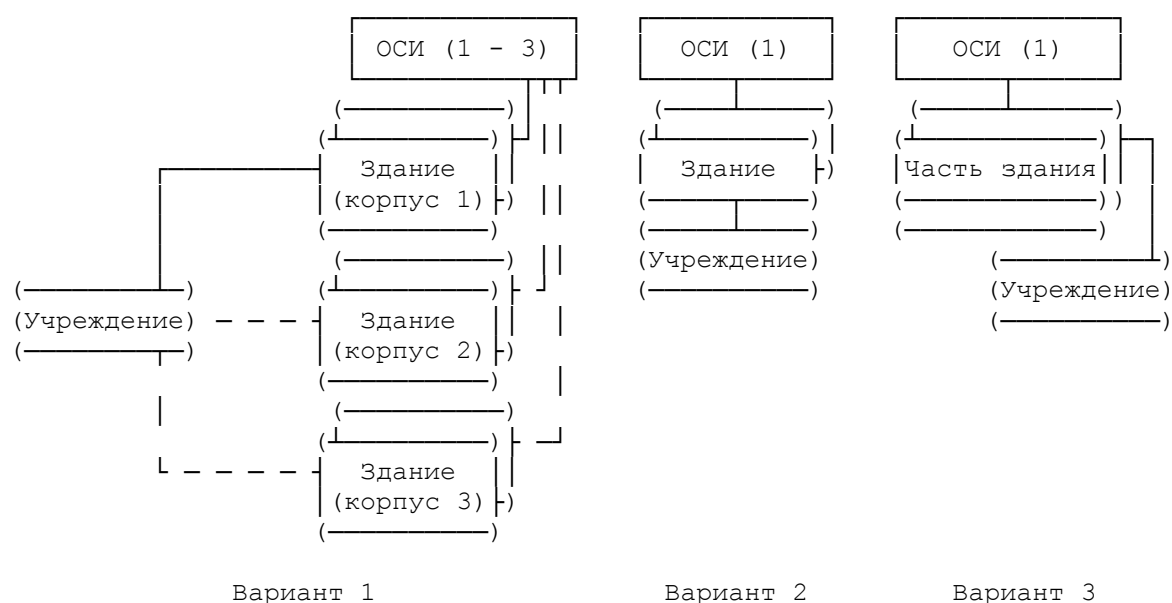 ОСИ (1 - 3) ОСИ (1) ОСИ (1)
Здание Здание Часть здания
(корпус 1)
(Учреждение)
(Учреждение)
(Учреждение) Здание
(корпус 2)
Здание
(корпус 3)
Вариант 1 Вариант 2 Вариант 3